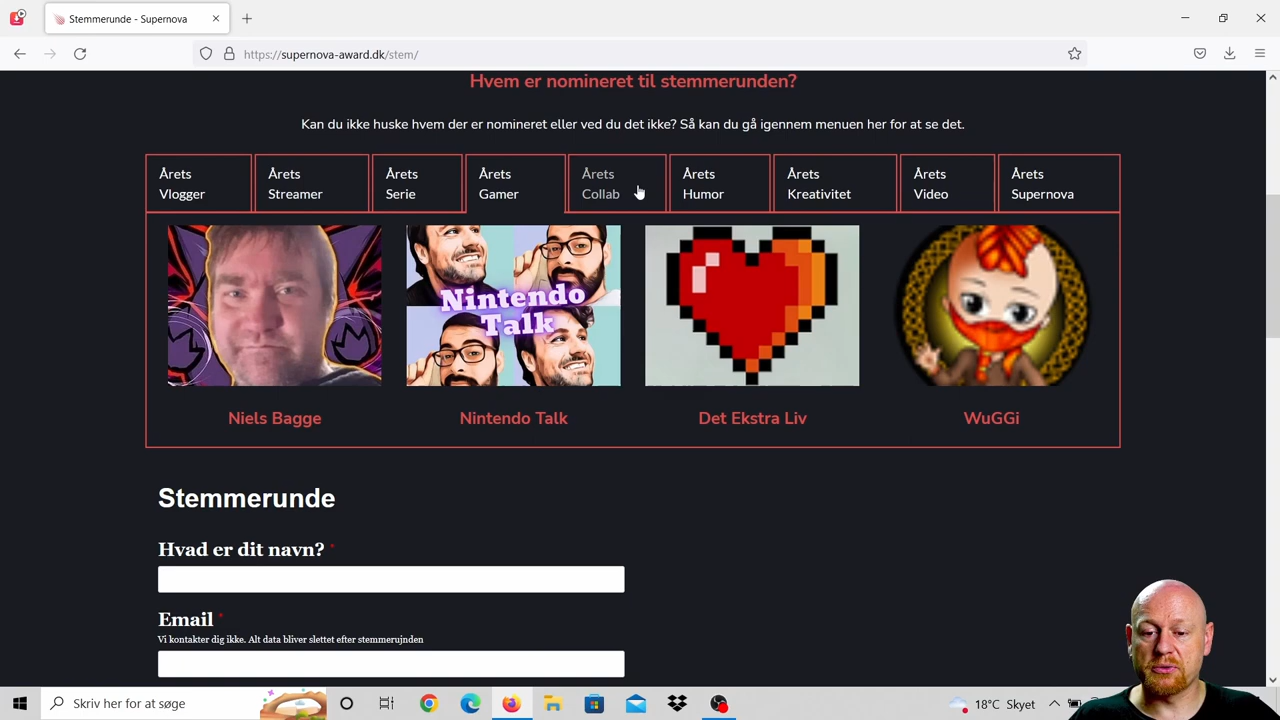 Stemmerunde - Supernova
https://supernova-award.dk/stem/
Hvem er nomineret til stemmerunden?
Kan du ikke huske hvem der er nomineret eller ved du det ikke? Så kan du gå igennem menuen her for at se det.
Årets Vlogger
Årets Streamer
Årets Serie
Årets Gamer
Årets Collab
Årets Humor
Årets Kreativitet
Årets Video
Årets Supernova
Nintendo
Talk
Niels Bagge
Nintendo Talk
Det Ekstra Liv
WuGGi
Stemmerunde
Hvad er dit navn? *
Email *
Vi kontakter dig ikke. Alt data bliver slettet efter stemmerujnden
Skriv her for at søge
18°C Skyet